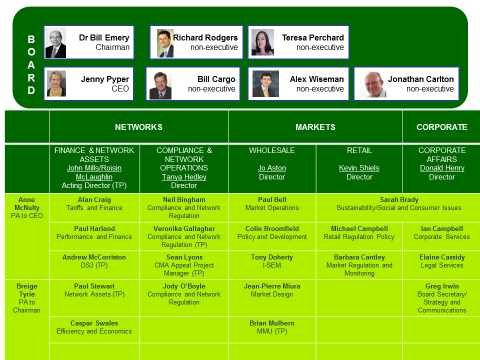 BOARD
Dr Bill Emery
Chairman
Richard Rodgers
non-executive
Teresa Perchard
non-executive
Jenny Pyper
CEO
Bill Cargo
non-executive
Alex Wiseman
non-executive
Jonathan Carlton
non-executive
NETWORKS
MARKETS
CORPORATE
FINANCE & NETWORK
ASSETS
John Mills/Roisin
McLaughlin
Acting Director (TP)
COMPLIANCE &
NETWORK
OPERATIONS
Tanya Hedley
Director
WHOLESALE
Jo Aston
Director
RETAIL
Kevin Shiels
Director
CORPORATE
AFFAIRS
Donald Henry
Director
Anne
McNulty
PA to CEO
Alan Craig
Tariffs and Finance
Neil Bingham
Compliance and Network
Regulation
Paul Bell
Market Operations
Sarah Brady
Sustainability/Social and Consumer Issues
Paul Harland
Performance and Finance
Veronika Gallagher
Compliance and Network
Regulation (TP)
Colin Broomfield
Policy and Development
Michael Campbell
Retail Regulation Policy
Ian Campbell
Corporate Services
Andrew McCorriston
DS3 (TP)
Sean Lyons
CMA Appeal Project
Manager (TP)
Tony Doherty
I-SEM
Barbara Cantley
Market Regulation and
Monitoring
Elaine Cassidy
Legal Services
Breige
Tyrie
PA to
Chairman
Paul Stewart
Network Assets (TP)
Jody O'Boyle
Compliance and Network
Regulation
Jean-Pierre Miura
Market Design
Greg Irwin
Board Secretary/
Strategy and
Communications
Caspar Swales
Efficiency and Economics
Brian Mulhern
MMU (TP)